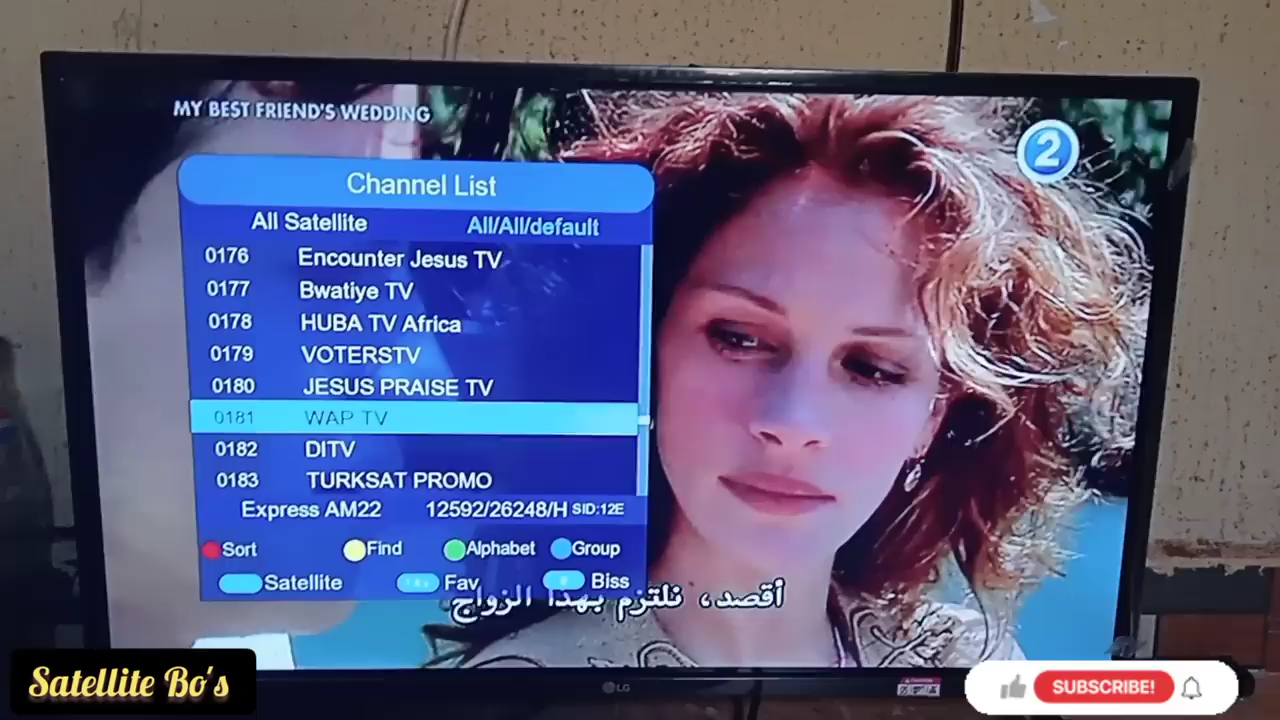 MY BEST FRIEND'S WEDDING
2
Channel List
All Satellite All/All/default
0176 Encounter Jesus TV
0177 Bwatiye TV
0178 HUBA TV Africa
0179 VOTERSTV
0180 JESUS PRAISE TV
0181 WAP TV
0182 DITV
0183 TURKSAT PROMO
Express AM22 12592/26248/H SID:12E
Sort Find Alphabet Group
Satellite Fav Biss
أقصد، نلتزم بهذا الزواج
LG
Satellite Bo's
SUBSCRIBE!